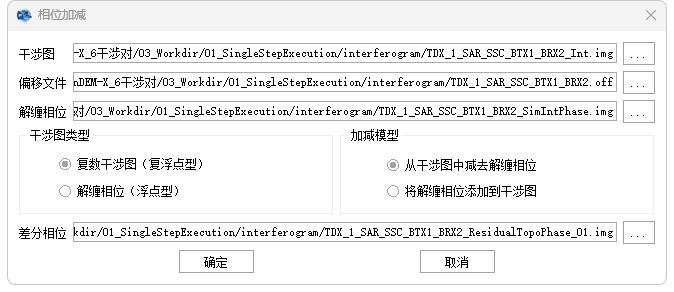 相位加减
干涉图 -X_6干涉对/03_Workdir/01_SingleStepExecution/interferogram/TDX_1_SAR_SSC_BTX1_BRX2_Int.img ...
偏移文件 nDEM-X_6干涉对/03_Workdir/01_SingleStepExecution/interferogram/TDX_1_SAR_SSC_BTX1_BRX2.off ...
解缠相位 对/03_Workdir/01_SingleStepExecution/interferogram/TDX_1_SAR_SSC_BTX1_BRX2_SimIntPhase.img ...
干涉图类型 加减模型
复数干涉图（复浮点型） 从干涉图中减去解缠相位
解缠相位（浮点型） 将解缠相位添加到干涉图
差分相位 kdir/01_SingleStepExecution/interferogram/TDX_1_SAR_SSC_BTX1_BRX2_ResidualTopoPhase_01.img ...
确定 取消